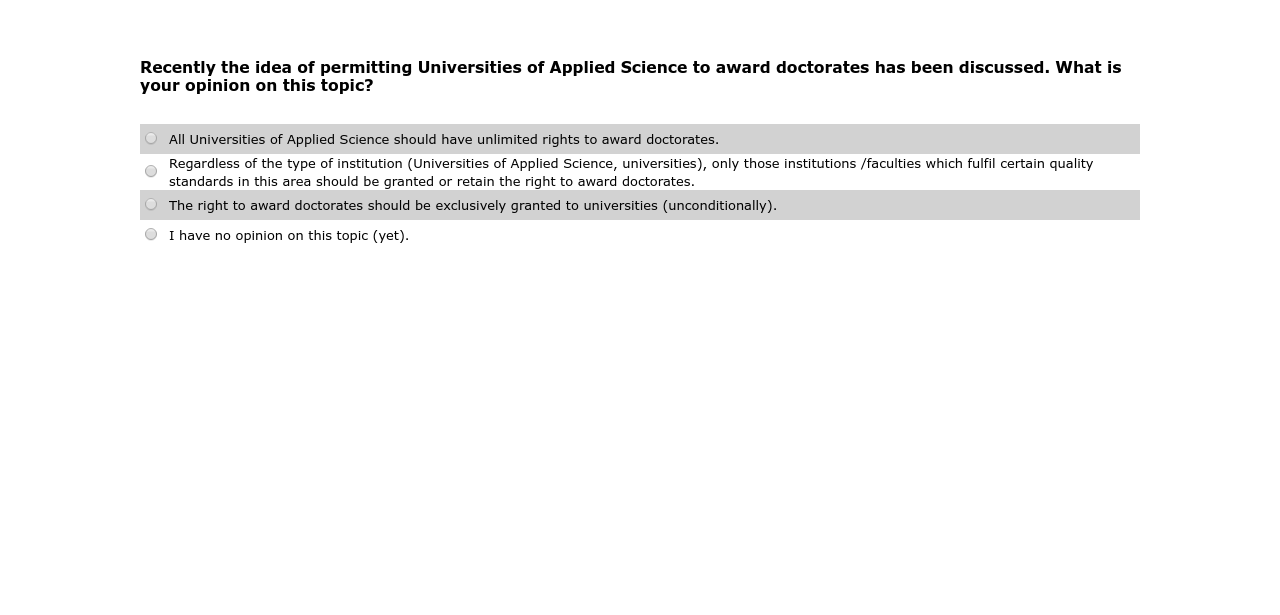 Recently the idea of permitting Universities of Applied Science to award doctorates has been discussed. What is
your opinion on this topic?
All Universities of Applied Science should have unlimited rights to award doctorates.
Regardless of the type of institution (Universities of Applied Science, universities), only those institutions /faculties which fulfil certain quality
standards in this area should be granted or retain the right to award doctorates.
The right to award doctorates should be exclusively granted to universities (unconditionally).
I have no opinion on this topic (yet).